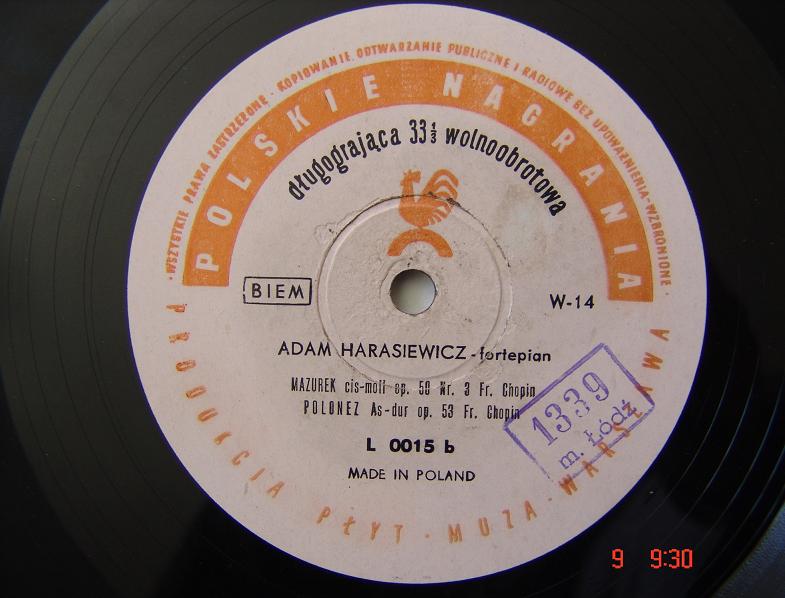 ·WSZYSTKIE PRAWA ZASTRZEŻONE · KOPIOWANIE, ODTWARZANIE PUBLICZNE I RADIOWE BEZ UPOWAŻNIENIA-WZBRONIONE·
POLSKIE NAGRANIA
długogrająca 33 1/3 wolnoobrotowa
BIEM
W-14
ADAM HARASIEWICZ - fortepian
MAZUREK cis-moll op. 50 Nr. 3 Fr. Chopin
POLONEZ As-dur op. 53 Fr. Chopin
1339
m. Łódź
L 0015 b
MADE IN POLAND
PRODUKCJA PŁYT · MUZA · WARSZAWA
9 9:30